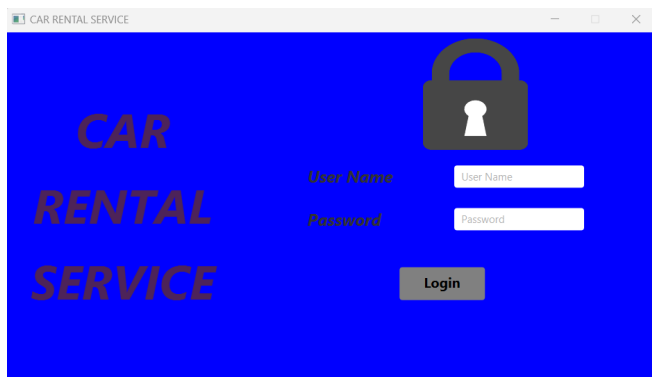 CAR RENTAL SERVICE
CAR
RENTAL
SERVICE
User Name
User Name
Password
Password
Login